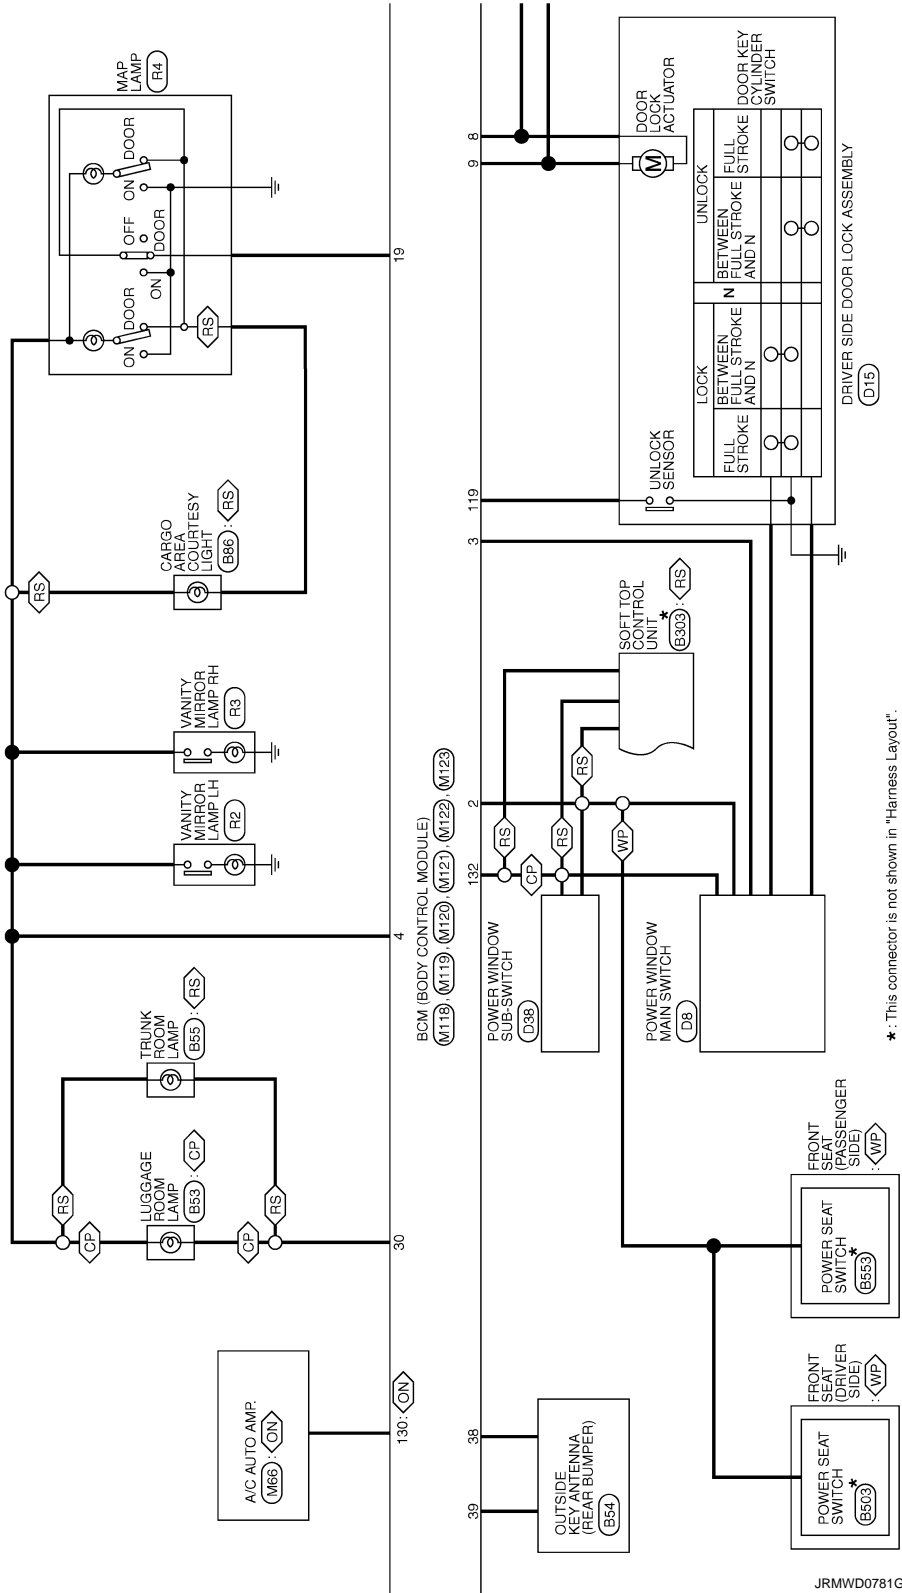 A/C AUTO AMP.
M66 : ON
130: ON
LUGGAGE
ROOM
LAMP
B53 : CP
TRUNK
ROOM
LAMP
B55 : RS
RS
CP
CP
RS
30
4
VANITY
MIRROR
LAMP LH
R2
VANITY
MIRROR
LAMP RH
R3
RS
CARGO
AREA
COURTESY
LIGHT
B86 : RS
MAP
LAMP
R4
ON
DOOR
ON
OFF
DOOR
ON
DOOR
RS
19
BCM (BODY CONTROL MODULE)
M118 , M119 , M120 , M121 , M122 , M123
39
38
132
2
3
119
9
8
OUTSIDE
KEY ANTENNA
(REAR BUMPER)
B54
POWER WINDOW
SUB-SWITCH
D38
RS
CP
RS
RS
WP
SOFT TOP
CONTROL
UNIT *
B303 : RS
POWER WINDOW
MAIN SWITCH
D8
FRONT
SEAT
(DRIVER
SIDE)
: WP
POWER SEAT
SWITCH *
B503
FRONT
SEAT
(PASSENGER
SIDE)
: WP
POWER SEAT
SWITCH *
B553
UNLOCK
SENSOR
DOOR
LOCK
ACTUATOR
M
LOCK
N
UNLOCK
FULL
STROKE
BETWEEN
FULL STROKE
AND N
BETWEEN
FULL STROKE
AND N
FULL
STROKE
DOOR KEY
CYLINDER
SWITCH
DRIVER SIDE DOOR LOCK ASSEMBLY
D15
* : This connector is not shown in "Harness Layout".
JRMWD0781G